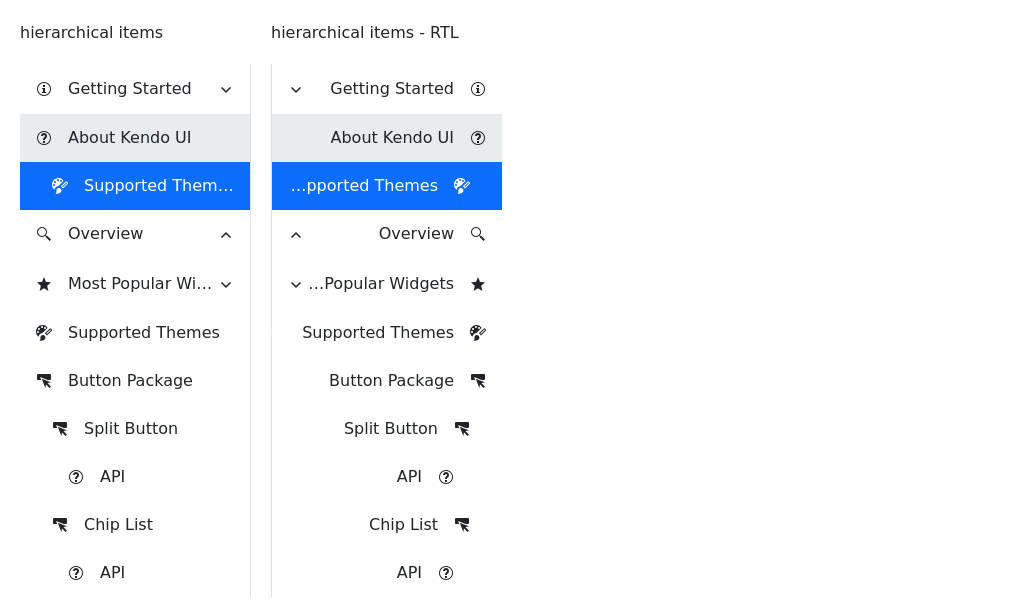 hierarchical items
Getting Started
About Kendo UI
Supported Them...
Overview
Most Popular Wi...
Supported Themes
Button Package
Split Button
API
Chip List
API
hierarchical items - RTL
Getting Started
About Kendo UI
...pported Themes
Overview
...Popular Widgets
Supported Themes
Button Package
Split Button
API
Chip List
API